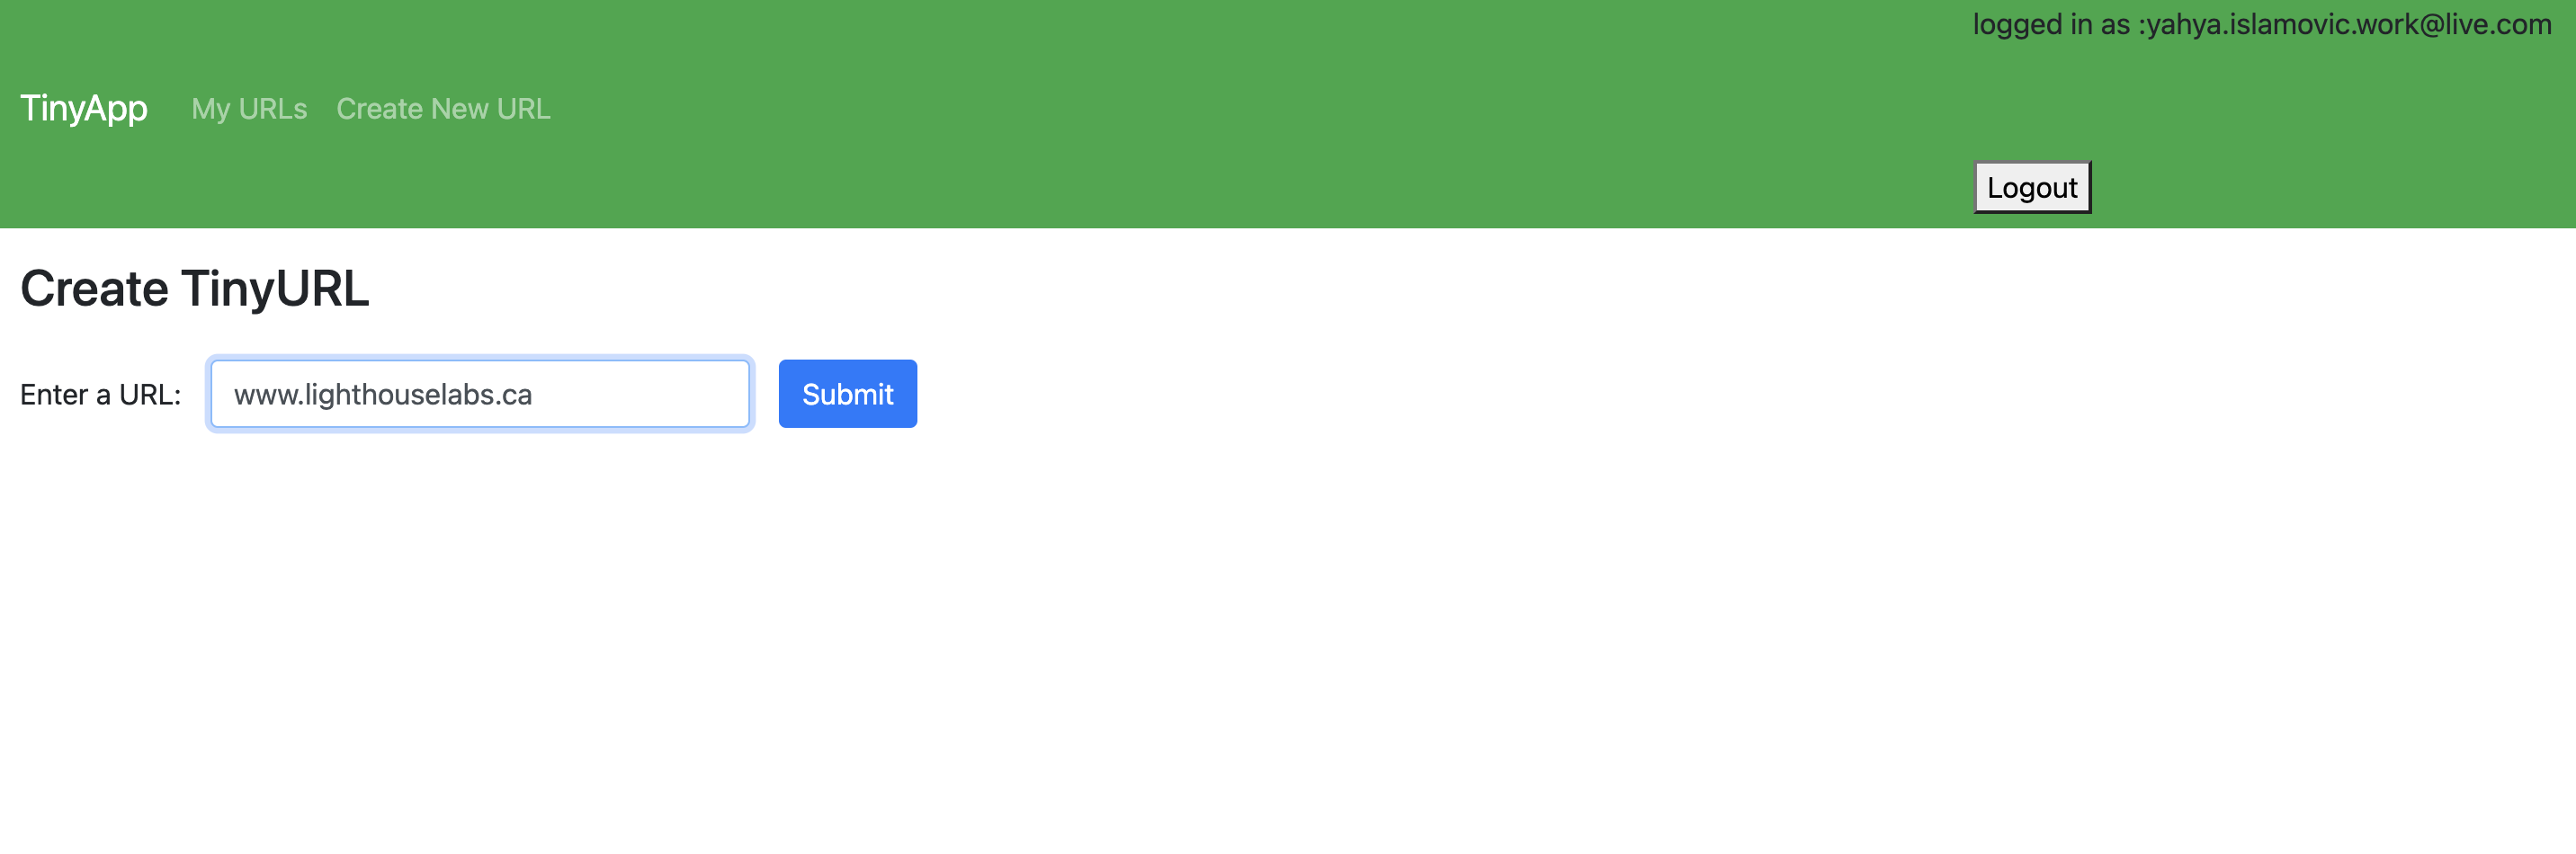 logged in as :yahya.islamovic.work@live.com
TinyApp My URLs Create New URL
Logout
Create TinyURL
Enter a URL: www.lighthouselabs.ca Submit